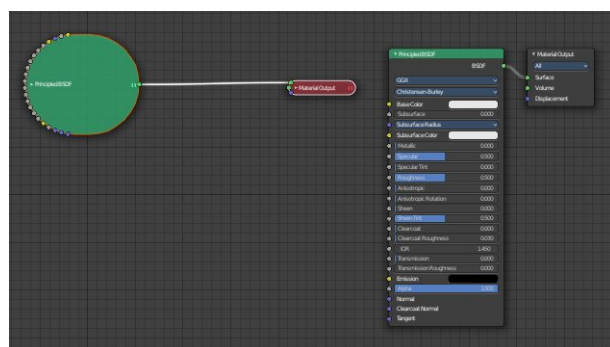 Principled BSDF
Material Output
Principled BSDF
BSDF
GGX
Christensen-Burley
Base Color
Subsurface 0.000
Subsurface Radius
Subsurface Color
Metallic 0.000
Specular 0.500
Specular Tint 0.000
Roughness 0.500
Anisotropic 0.000
Anisotropic Rotation 0.000
Sheen 0.000
Sheen Tint 0.500
Clearcoat 0.000
Clearcoat Roughness 0.030
IOR 1.450
Transmission 0.000
Transmission Roughness 0.000
Emission
Alpha 1.000
Normal
Clearcoat Normal
Tangent
Material Output
All
Surface
Volume
Displacement